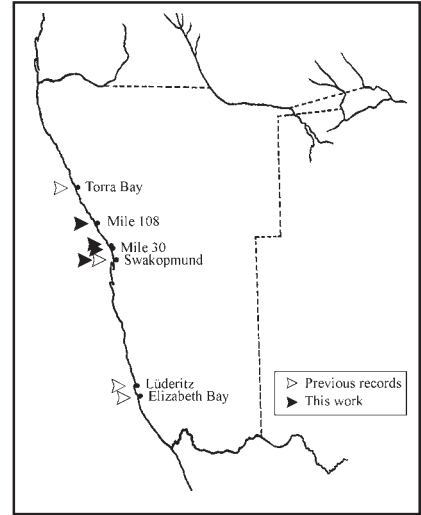 Torra Bay
Mile 108
Mile 30
Swakopmund
Lüderitz
Elizabeth Bay
Previous records
This work